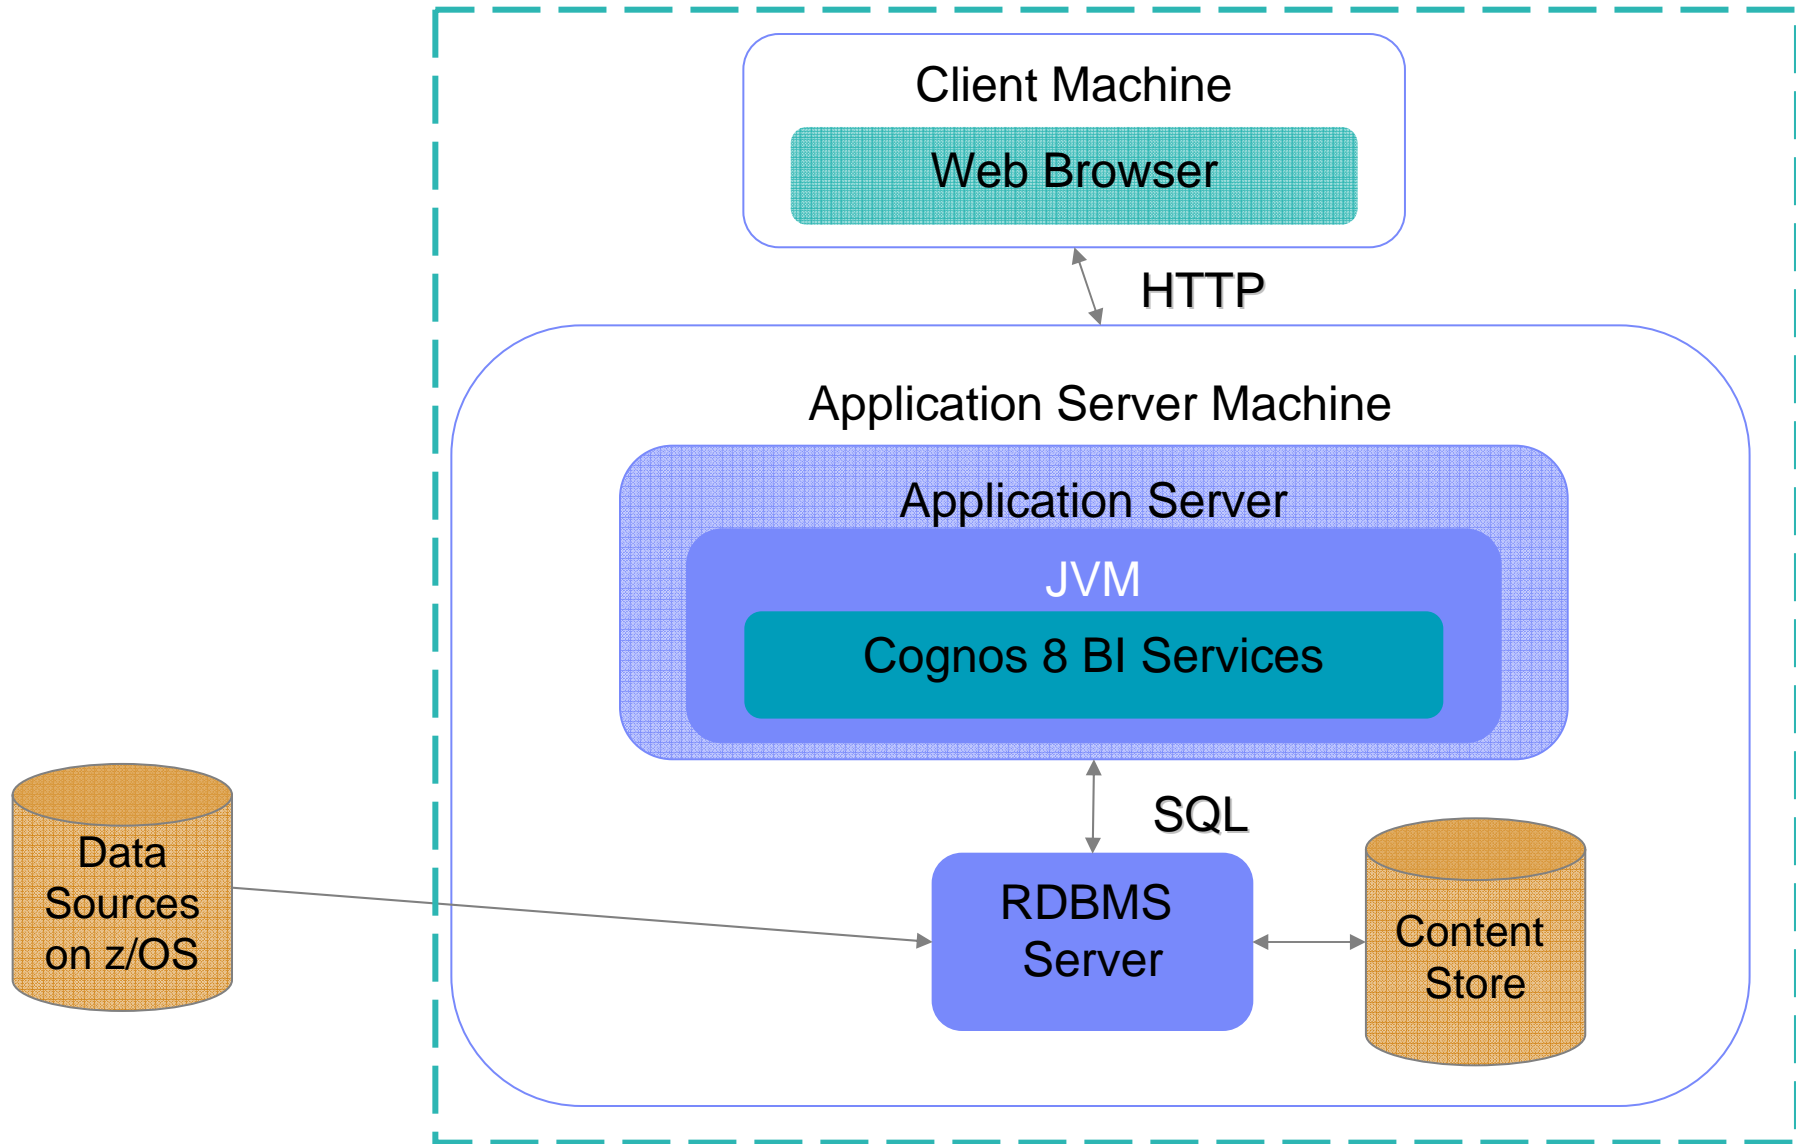 Client Machine
Web Browser
HTTP
Application Server Machine
Application Server
JVM
Cognos 8 BI Services
SQL
Data
Sources
on z/OS
RDBMS
Server
Content
Store